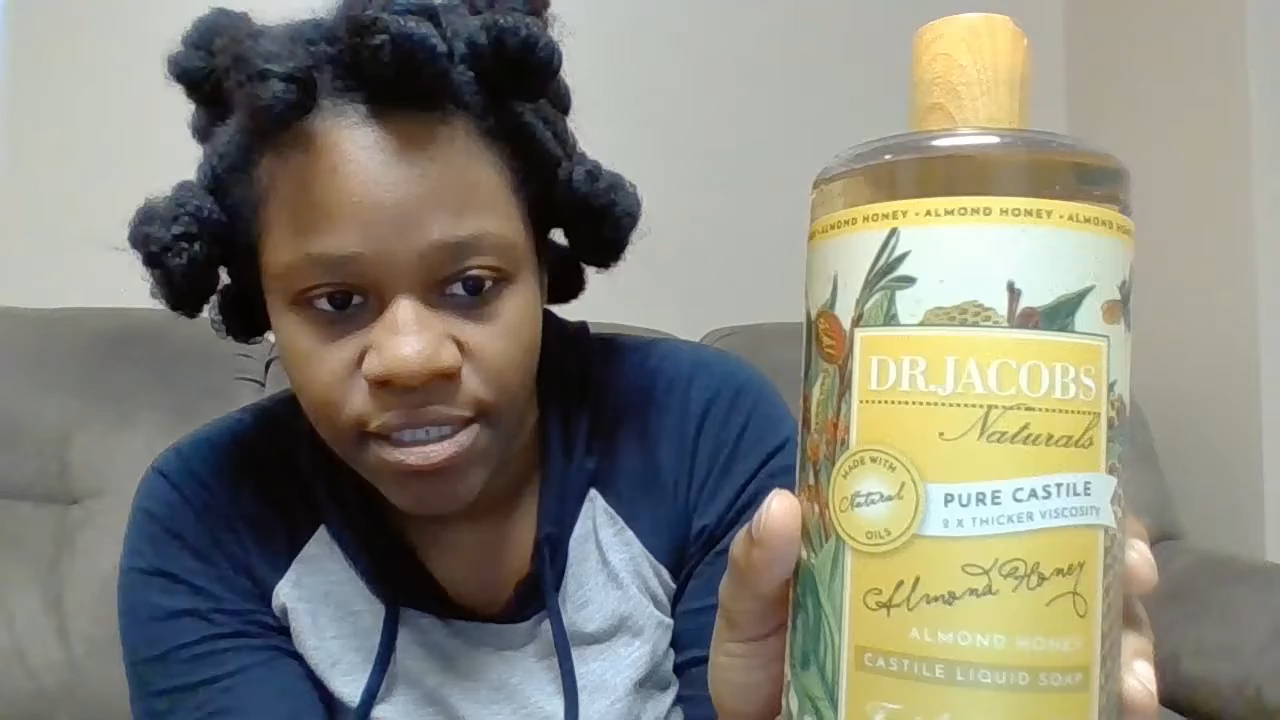 ALMOND HONEY • ALMOND HONEY • ALMOND
DR.JACOBS
Naturals
MADE WITH
Natural
OILS
PURE CASTILE
2 X THICKER VISCOSITY
Almond Honey
ALMOND HONEY
CASTILE LIQUID SOAP